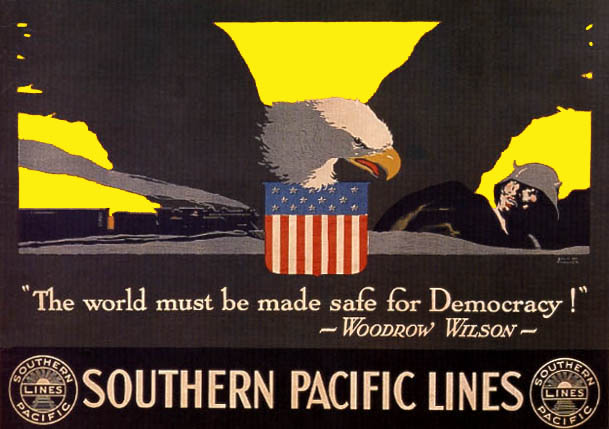 "The world must be made safe for Democracy!"
~ WOODROW WILSON ~
SOUTHERN LINES PACIFIC
SOUTHERN PACIFIC LINES
SOUTHERN LINES PACIFIC